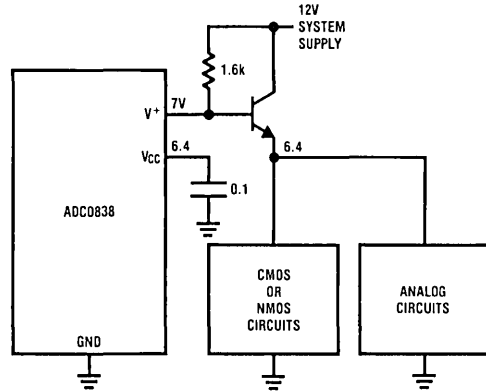 12V
SYSTEM
SUPPLY
1.6k
V+
7V
6.4
VCC
6.4
0.1
ADC0838
CMOS
OR
NMOS
CIRCUITS
ANALOG
CIRCUITS
GND